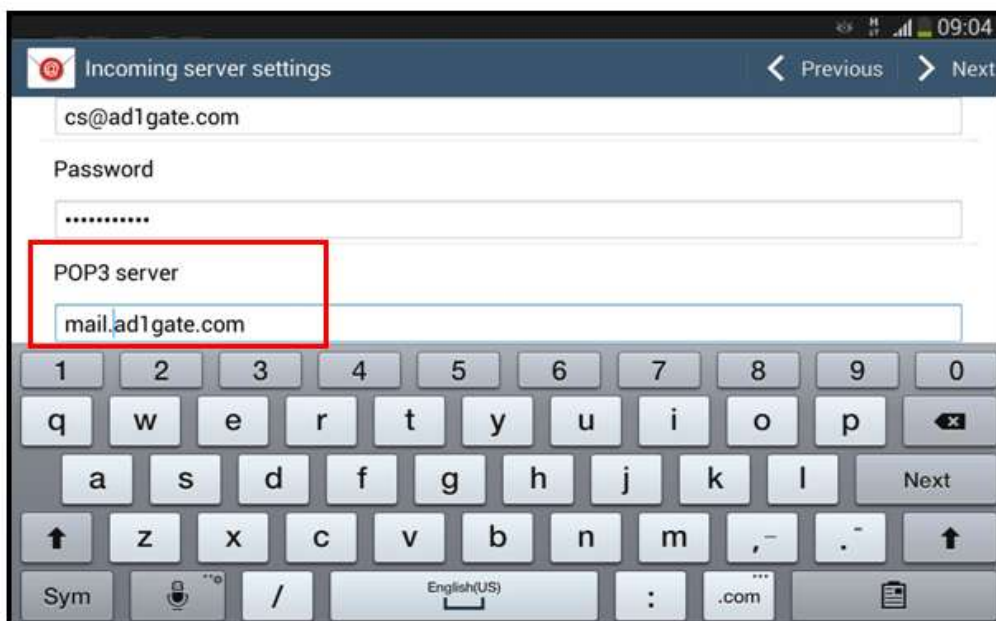 09:04
Incoming server settings Previous Next
cs@ad1gate.com
Password
•••••••••••
POP3 server
mail.ad1gate.com
1 2 3 4 5 6 7 8 9 0
q w e r t y u i o p
a s d f g h j k l Next
z x c v b n m ,- .-
Sym / English(US) : .com